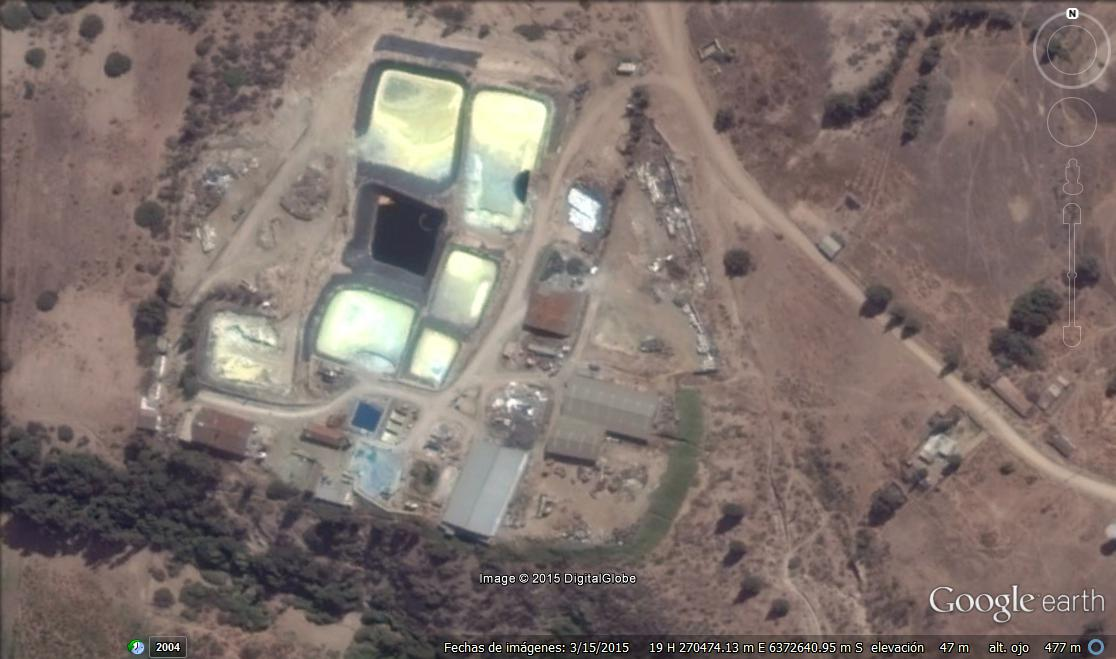 N
Image © 2015 DigitalGlobe
Google earth
2004
Fechas de imágenes: 3/15/2015 19 H 270474.13 m E 6372640.95 m S elevación 47 m alt. ojo 477 m